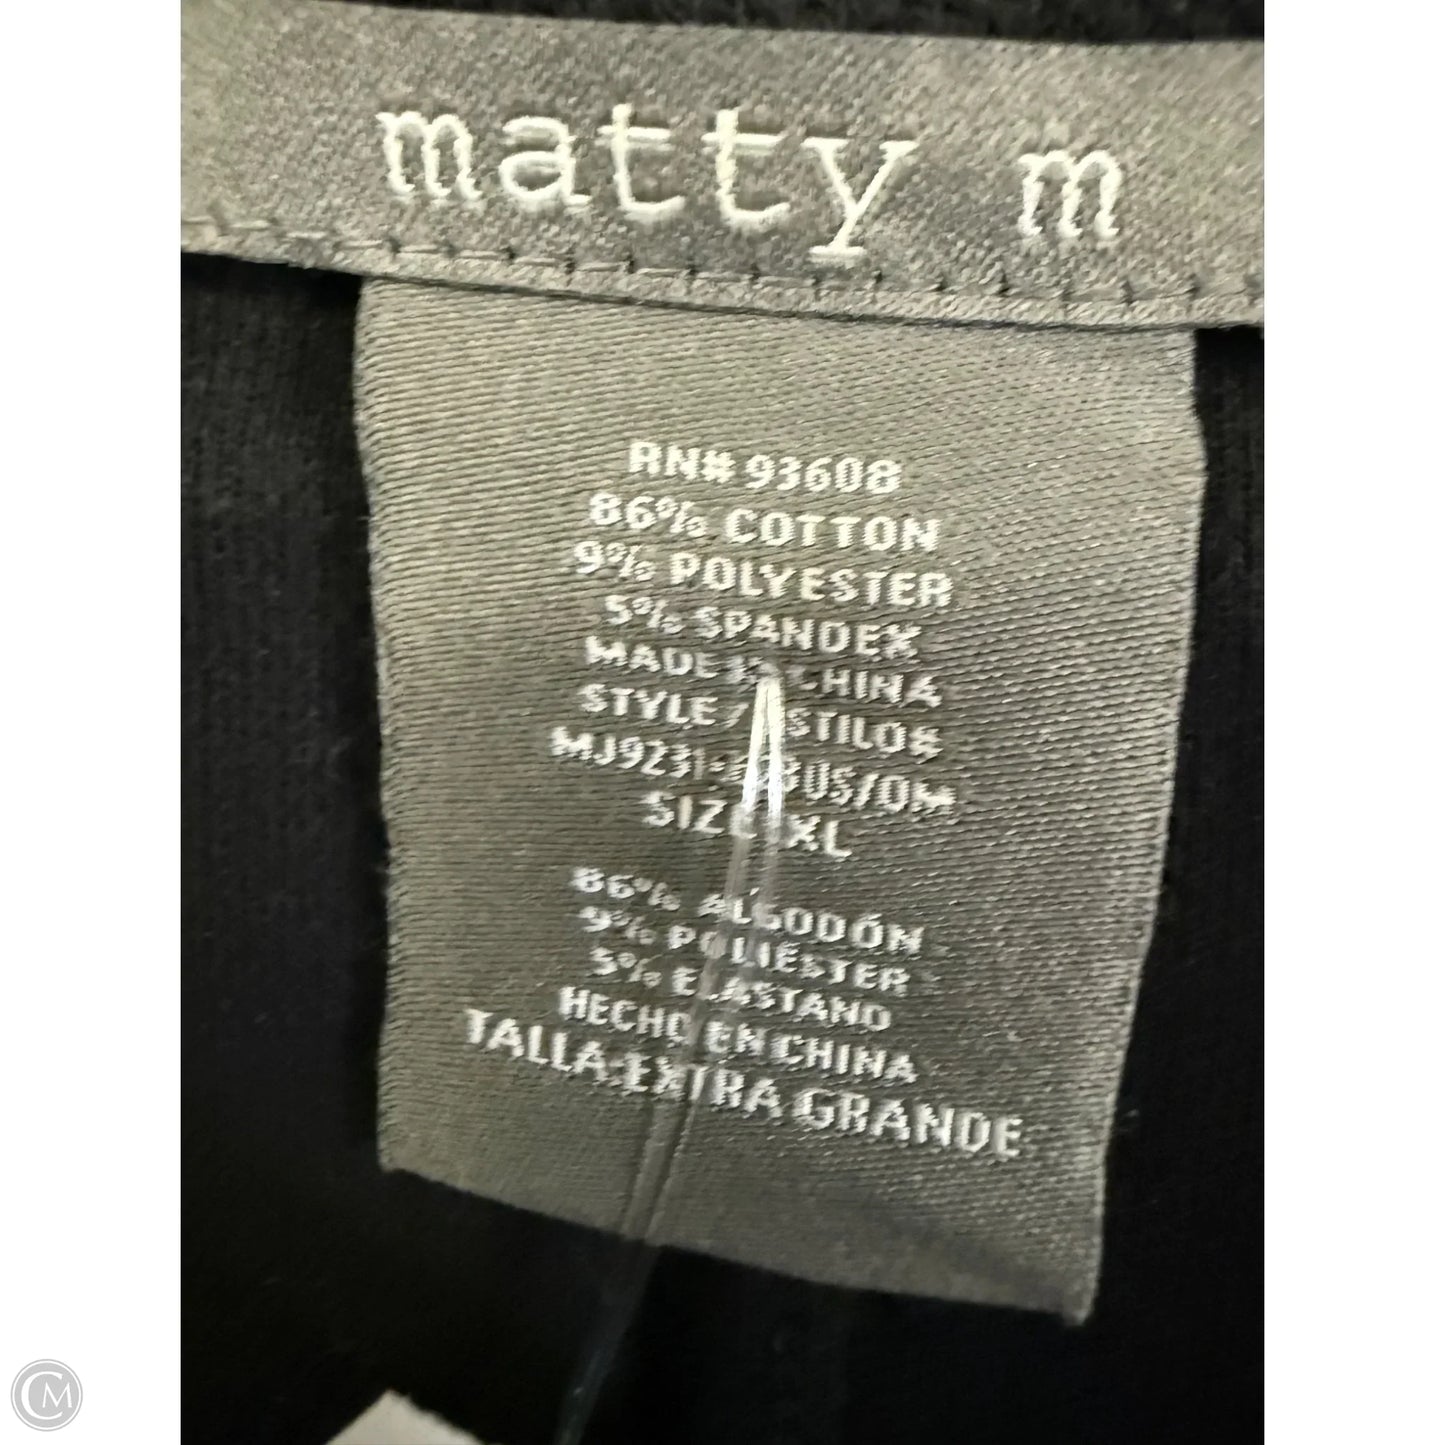 matty m
RN# 93608
86% COTTON
9% POLYESTER
5% SPANDEX
MADE IN CHINA
STYLE / ESTILO#
SIZE: XL
86% ALGODÓN
9% POLIÉSTER
5% ELASTANO
HECHO EN CHINA
TALLA:EXTRA GRANDE
CM